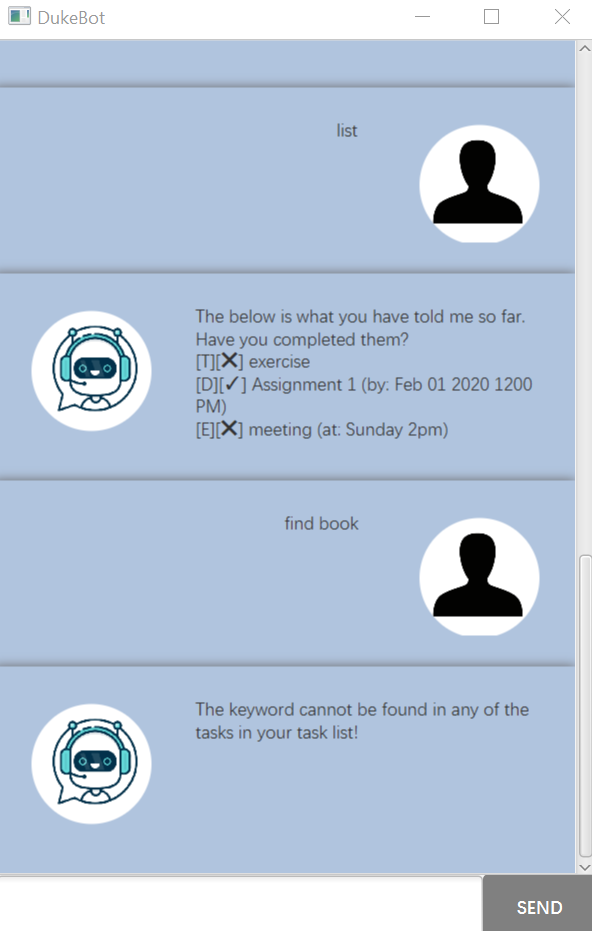 DukeBot
list
The below is what you have told me so far.
Have you completed them?
[T][❌] exercise
[D][✓] Assignment 1 (by: Feb 01 2020 1200
PM)
[E][❌] meeting (at: Sunday 2pm)
find book
The keyword cannot be found in any of the
tasks in your task list!
SEND